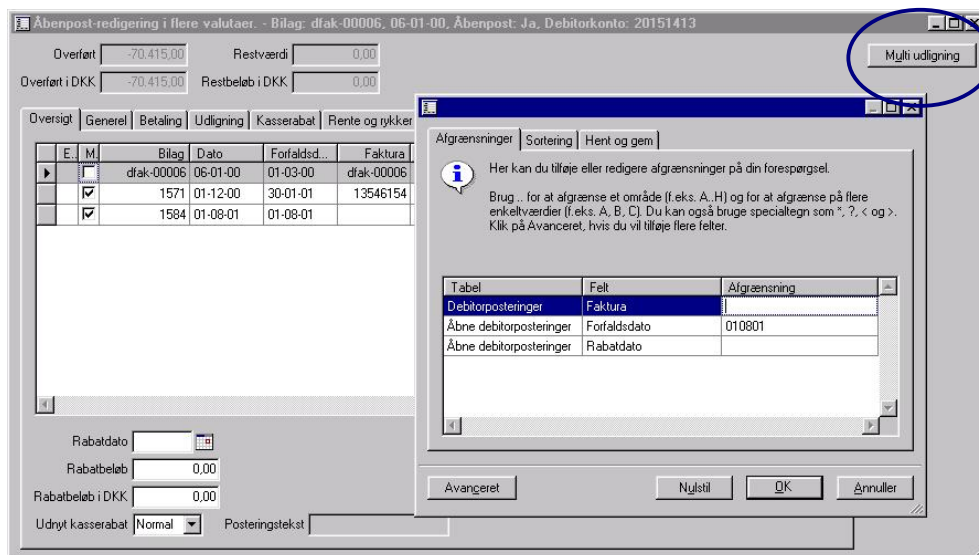 Åbenpost-redigering i flere valutaer. - Bilag: dfak-00006, 06-01-00, Åbenpost: Ja, Debitorkonto: 20151413
Overført -70.415,00 Restværdi 0,00
Multi udligning
Overført i DKK -70.415,00 Restbeløb i DKK 0,00
Oversigt Generel Betaling Udligning Kasserabat Rente og rykker
E.. M. Bilag Dato Forfaldsd... Faktura
dfak-00006 06-01-00 01-03-00 dfak-00006
1571 01-12-00 30-01-01 13546154
1584 01-08-01 01-08-01
Rabatdato
Rabatbeløb 0,00
Rabatbeløb i DKK 0,00
Udnyt kasserabat Normal Posteringstekst
Afgrænsninger Sortering Hent og gem
Her kan du tilføje eller redigere afgrænsninger på din forespørgsel.
Brug .. for at afgrænse et område (f.eks. A..H) og for at afgrænse på flere
enkeltværdier (f.eks. A, B, C). Du kan også bruge specialtegn som *, ?, < og >.
Klik på Avanceret, hvis du vil tilføje flere felter.
Tabel Felt Afgrænsning
Debitorposteringer Faktura
Åbne debitorposteringer Forfaldsdato 010801
Åbne debitorposteringer Rabatdato
Avanceret Nulstil OK Annuller